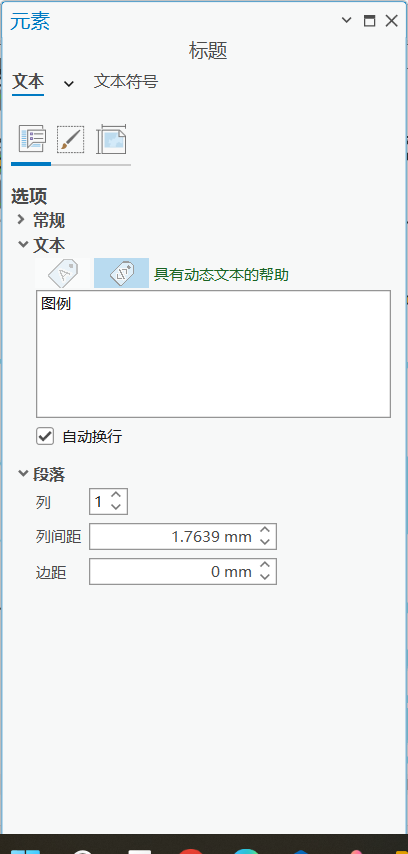 元素
标题
文本 文本符号
选项
常规
文本
具有动态文本的帮助
图例
自动换行
段落
列 1
列间距 1.7639 mm
边距 0 mm